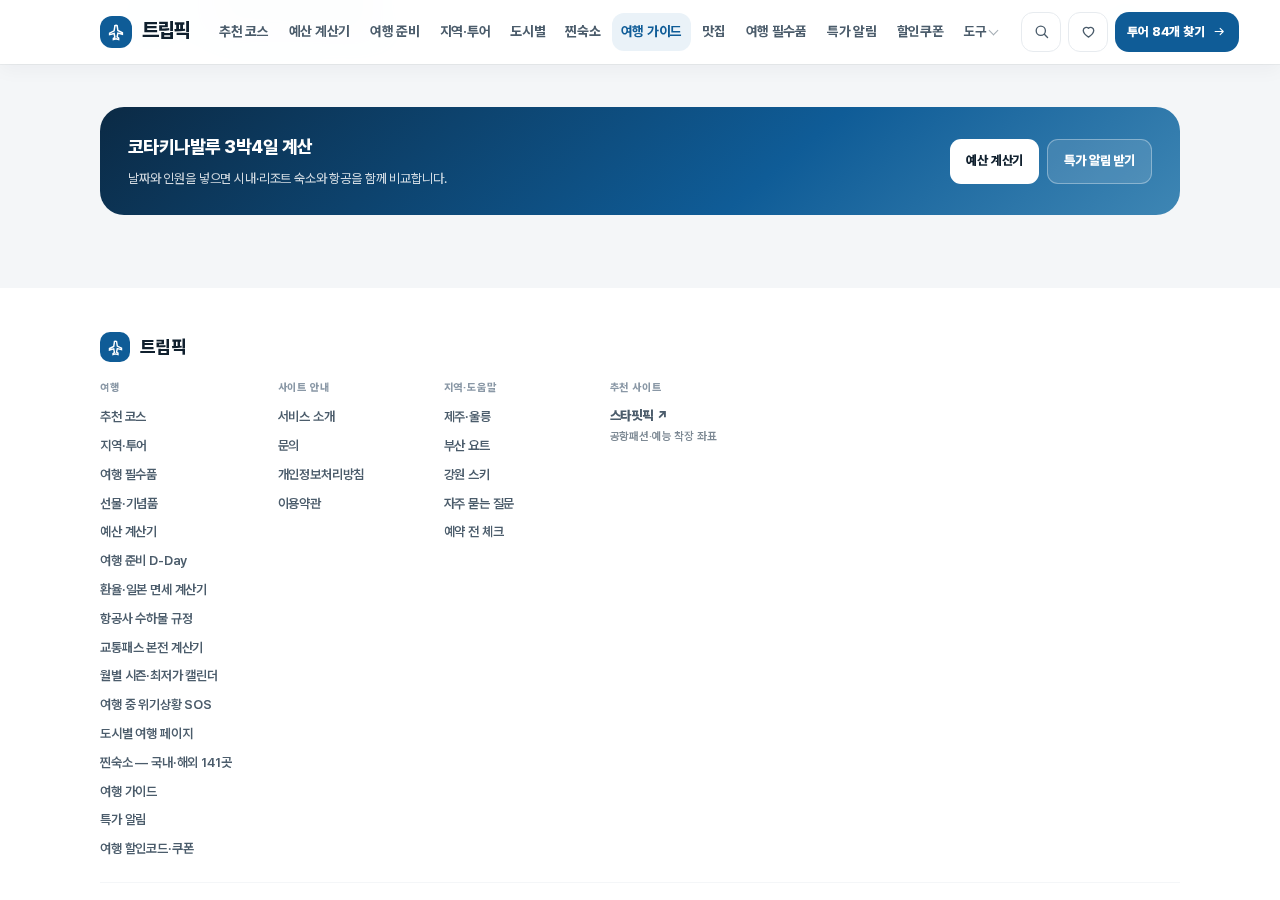 트립픽
추천 코스 예산 계산기 여행 준비 지역·투어 도시별 찐숙소 여행 가이드 맛집 여행 필수품 특가 알림 할인쿠폰 도구
투어 84개 찾기 →
코타키나발루 3박4일 계산
날짜와 인원을 넣으면 시내·리조트 숙소와 항공을 함께 비교합니다.
예산 계산기
특가 알림 받기
트립픽
여행
추천 코스
지역·투어
여행 필수품
선물·기념품
예산 계산기
여행 준비 D-Day
환율·일본 면세 계산기
항공사 수하물 규정
교통패스 본전 계산기
월별 시즌·최저가 캘린더
여행 중 위기상황 SOS
도시별 여행 페이지
찐숙소 — 국내·해외 141곳
여행 가이드
특가 알림
여행 할인코드·쿠폰
사이트 안내
서비스 소개
문의
개인정보처리방침
이용약관
지역·도움말
제주·울릉
부산 요트
강원 스키
자주 묻는 질문
예약 전 체크
추천 사이트
스타핏픽 ↗
공항패션·예능 착장 좌표